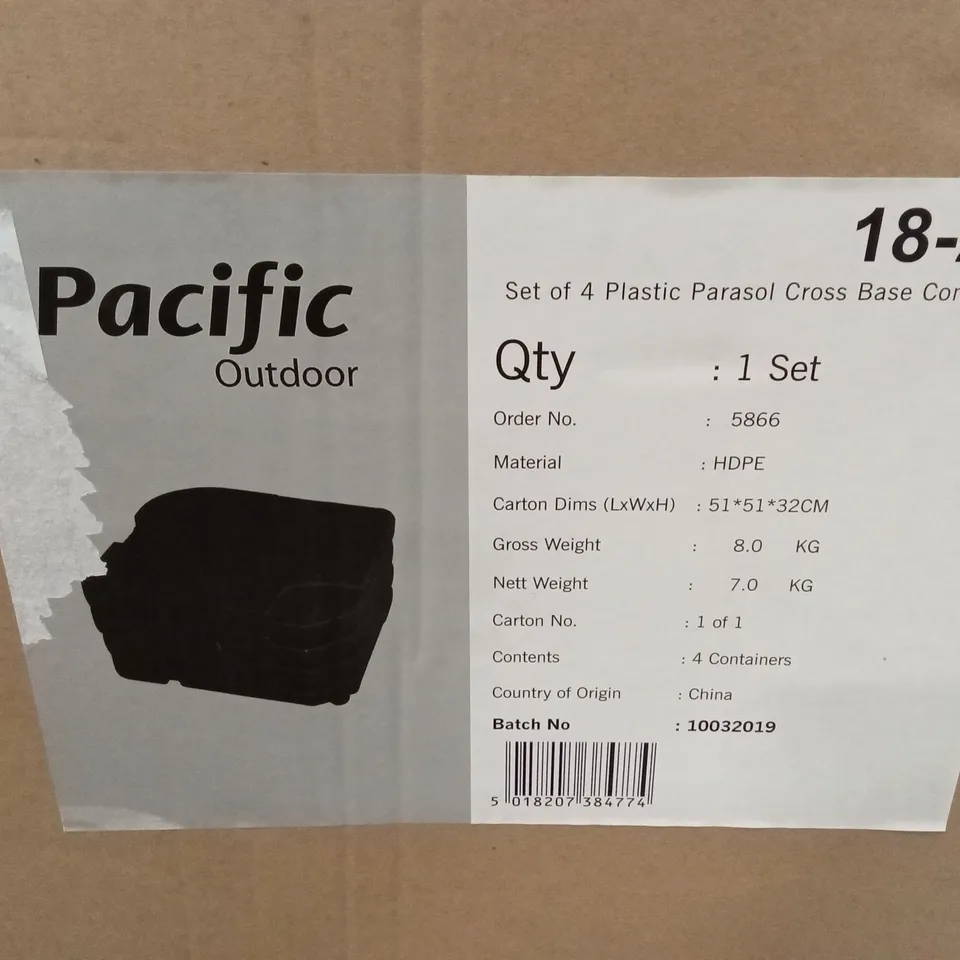 Pacific
Outdoor
18-
Set of 4 Plastic Parasol Cross Base
Qty : 1 Set
Order No. : 5866
Material : HDPE
Carton Dims (LxWxH) : 51*51*32CM
Gross Weight : 8.0 KG
Nett Weight : 7.0 KG
Carton No. : 1 of 1
Contents : 4 Containers
Country of Origin : China
Batch No : 10032019
5 018207 384774